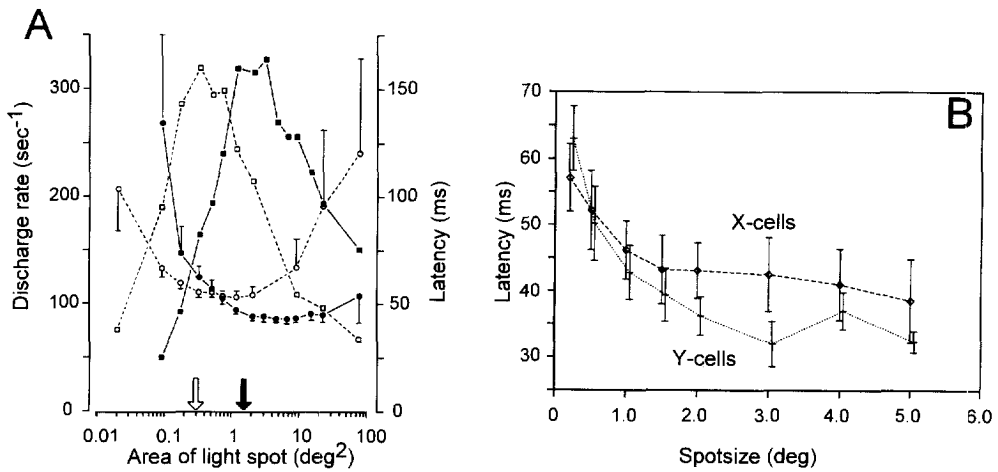 A
B
Discharge rate (sec⁻¹)
300
200
100
0
Latency (ms)
150
100
50
0
0.01
0.1
1
10
100
Area of light spot (deg²)
Latency (ms)
70
60
50
40
30
X-cells
Y-cells
0.0
1.0
2.0
3.0
4.0
5.0
6.0
Spotsize (deg)